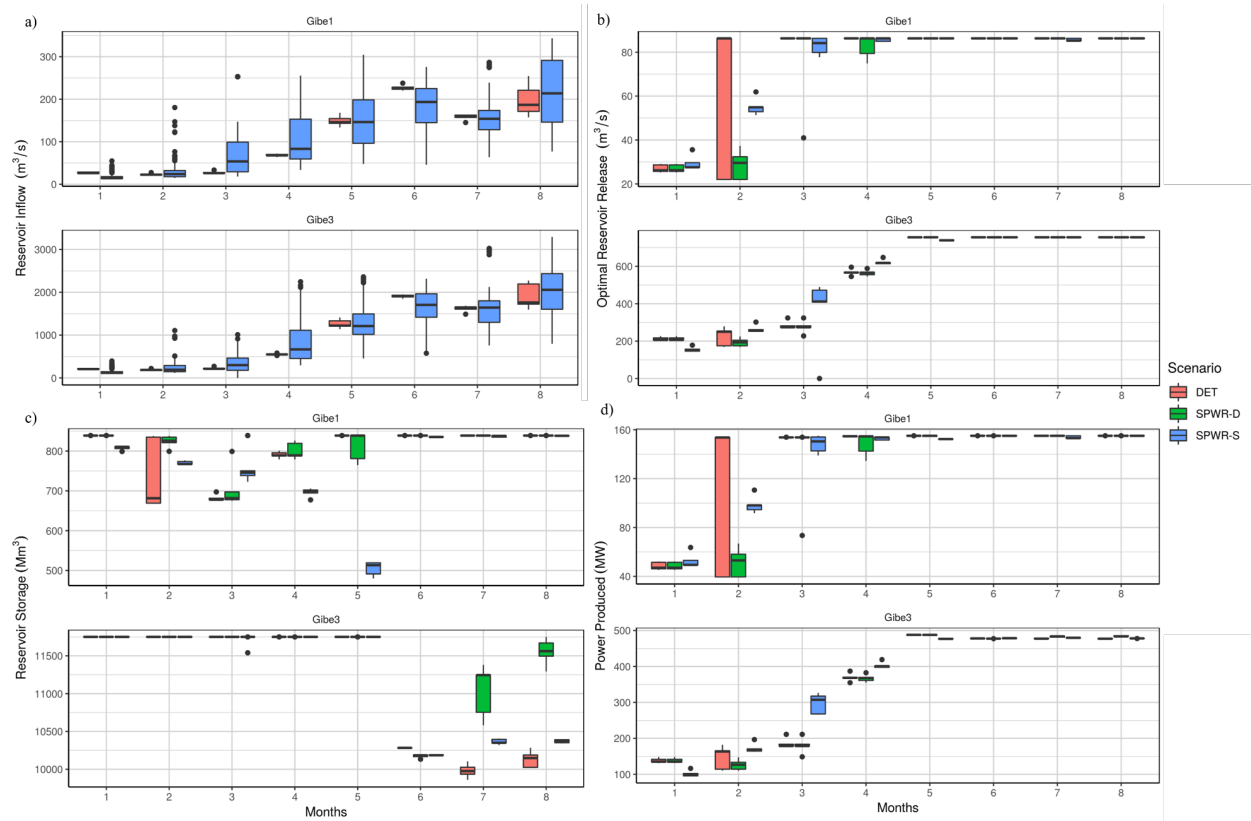 a)
Gibe1
Reservoir Inflow (m³/s)
300
200
100
0
1 2 3 4 5 6 7 8
Gibe3
3000
2000
1000
0
1 2 3 4 5 6 7 8
b)
Gibe1
Optimal Reservoir Release (m³/s)
80
60
40
20
1 2 3 4 5 6 7 8
Gibe3
600
400
200
0
1 2 3 4 5 6 7 8
c)
Gibe1
Reservoir Storage (Mm³)
800
700
600
500
1 2 3 4 5 6 7 8
Gibe3
11500
11000
10500
10000
1 2 3 4 5 6 7 8
Months
d)
Gibe1
Power Produced (MW)
160
120
80
40
1 2 3 4 5 6 7 8
Gibe3
500
400
300
200
100
1 2 3 4 5 6 7 8
Months
Scenario
DET
SPWR-D
SPWR-S